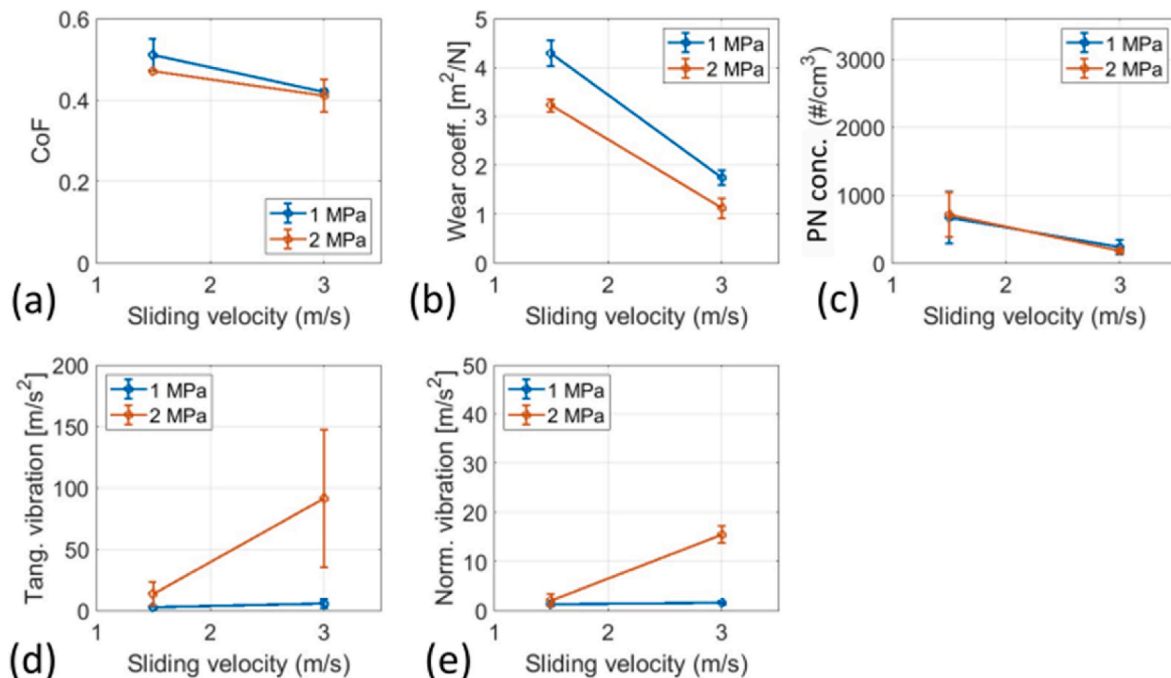 0.6
0.4
0.2
0
CoF
1 MPa
2 MPa
1 2 3
Sliding velocity (m/s)
(a)
5
4
3
2
1
0
Wear coeff. [m²/N]
1 MPa
2 MPa
1 2 3
Sliding velocity (m/s)
(b)
3000
2000
1000
0
PN conc. (#/cm³)
1 MPa
2 MPa
1 2 3
Sliding velocity (m/s)
(c)
200
150
100
50
0
Tang. vibration [m/s²]
1 MPa
2 MPa
1 2 3
Sliding velocity (m/s)
(d)
50
40
30
20
10
0
Norm. vibration [m/s²]
1 MPa
2 MPa
1 2 3
Sliding velocity (m/s)
(e)